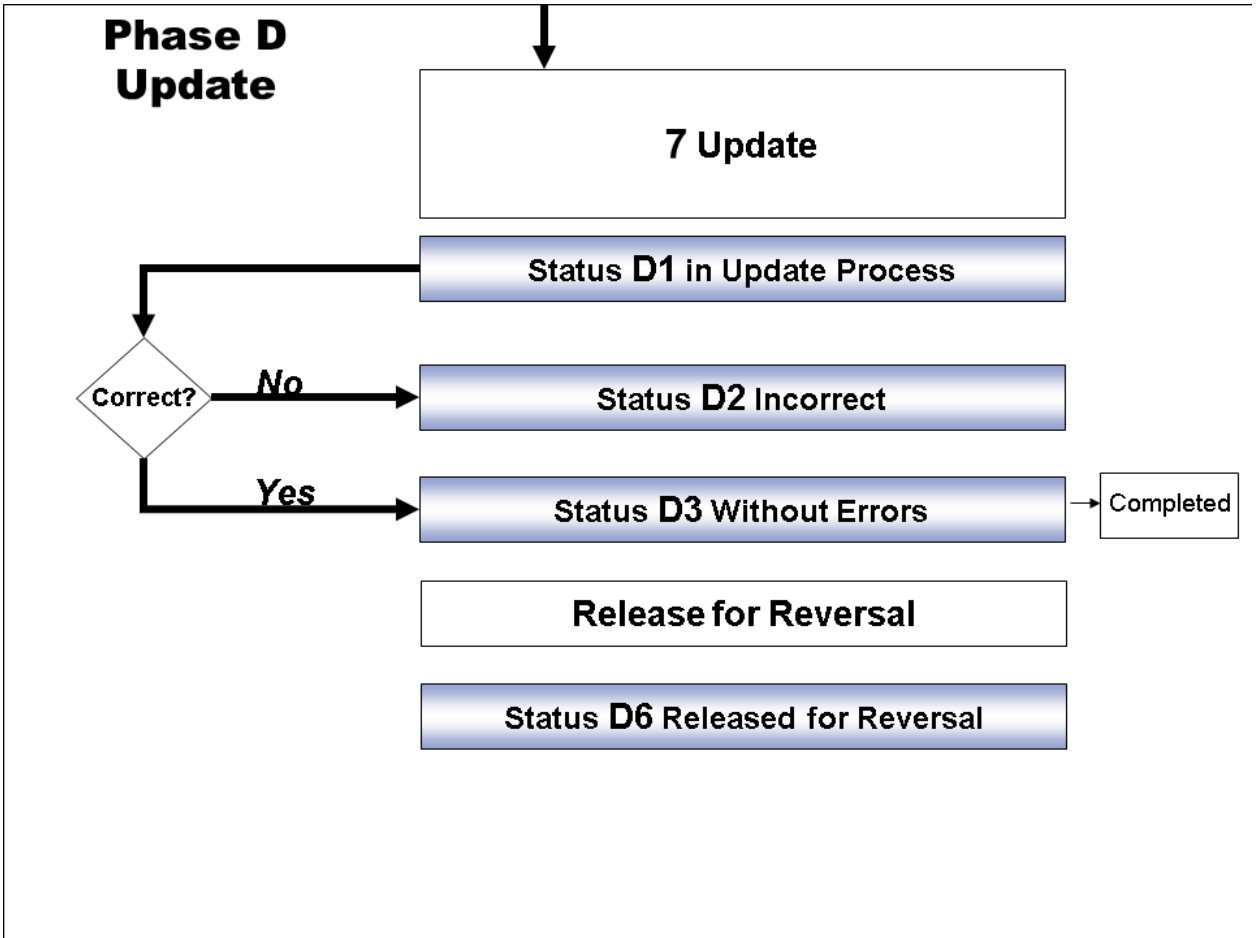 Phase D
Update
7 Update
Status D1 in Update Process
Correct?
No
Status D2 Incorrect
Yes
Status D3 Without Errors
Completed
Release for Reversal
Status D6 Released for Reversal